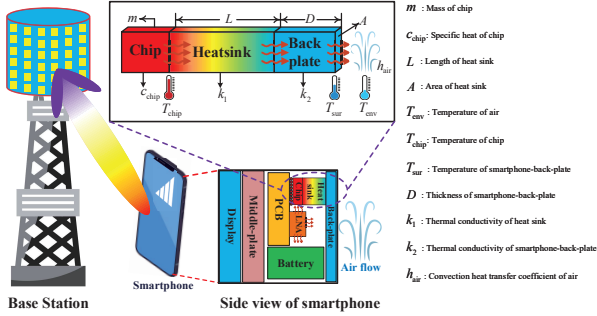 m
L
D
A
Chip
Heatsink
Back
plate
h_air
c_chip
T_chip
k_1
k_2
T_sur
T_env
Display
Middle-plate
PCB
Chip
Heat
sink
LNA
Battery
Back-plate
Air flow
Smartphone
Base Station
Side view of smartphone
m : Mass of chip
c_chip : Specific heat of chip
L : Length of heat sink
A : Area of heat sink
T_env : Temperature of air
T_chip : Temperature of chip
T_sur : Temperature of smartphone-back-plate
D : Thickness of smartphone-back-plate
k_1 : Thermal conductivity of heat sink
k_2 : Thermal conductivity of smartphone-back-plate
h_air : Convection heat transfer coefficient of air